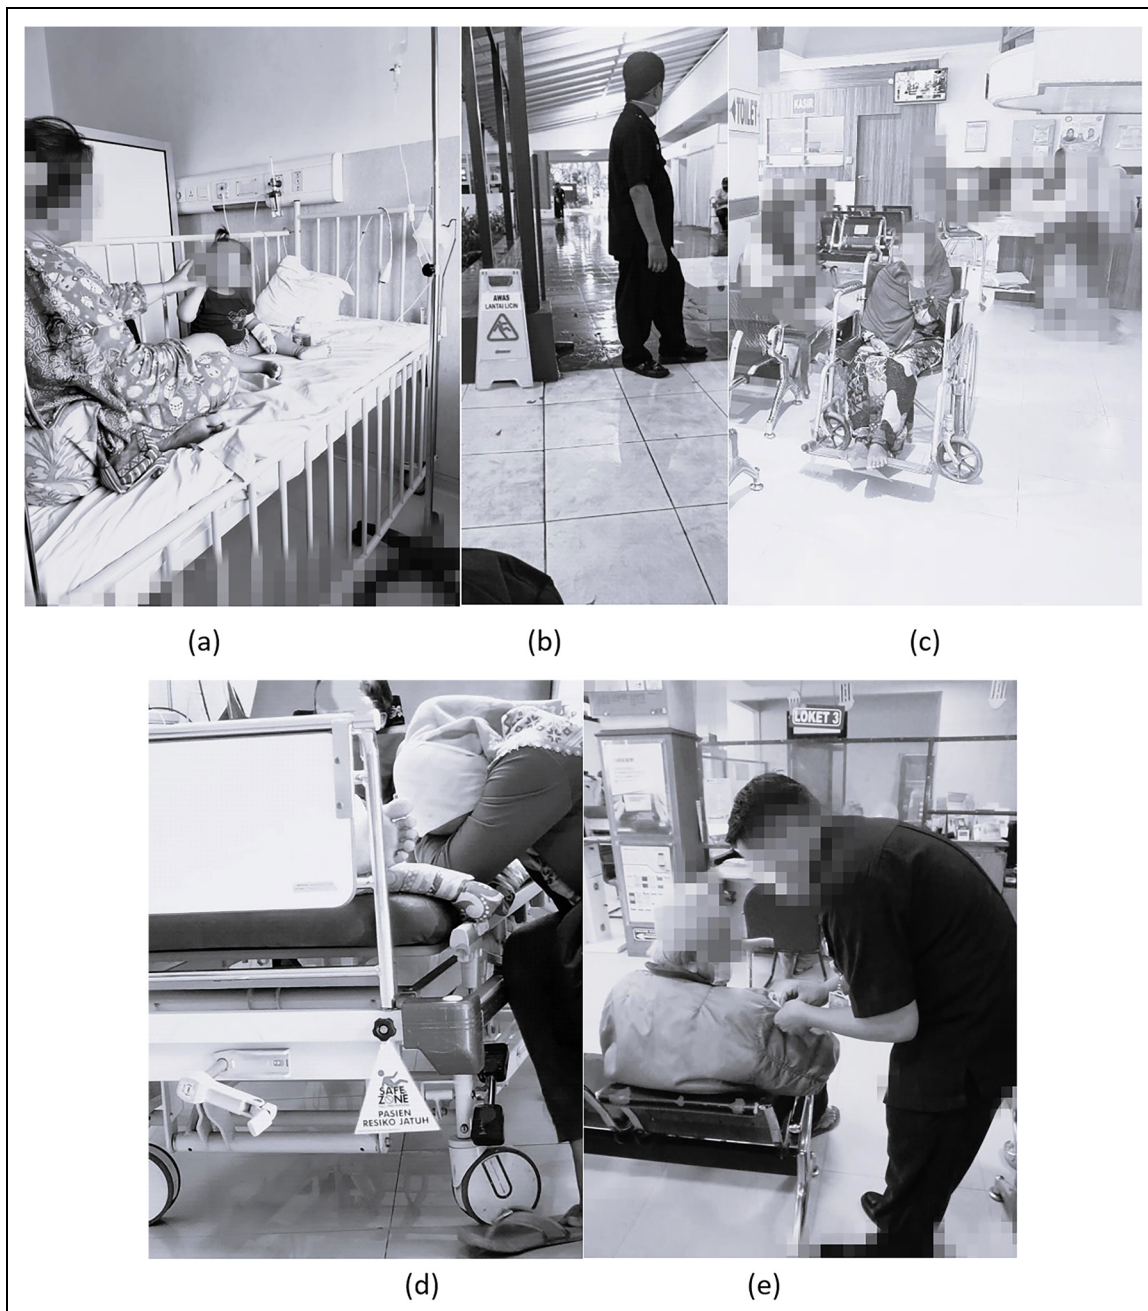 TOILET
KASIR
AWAS
LANTAI LICIN
(a)
(b)
(c)
LOKET 3
SAFE
ZONE
PASIEN
RESIKO JATUH
(d)
(e)